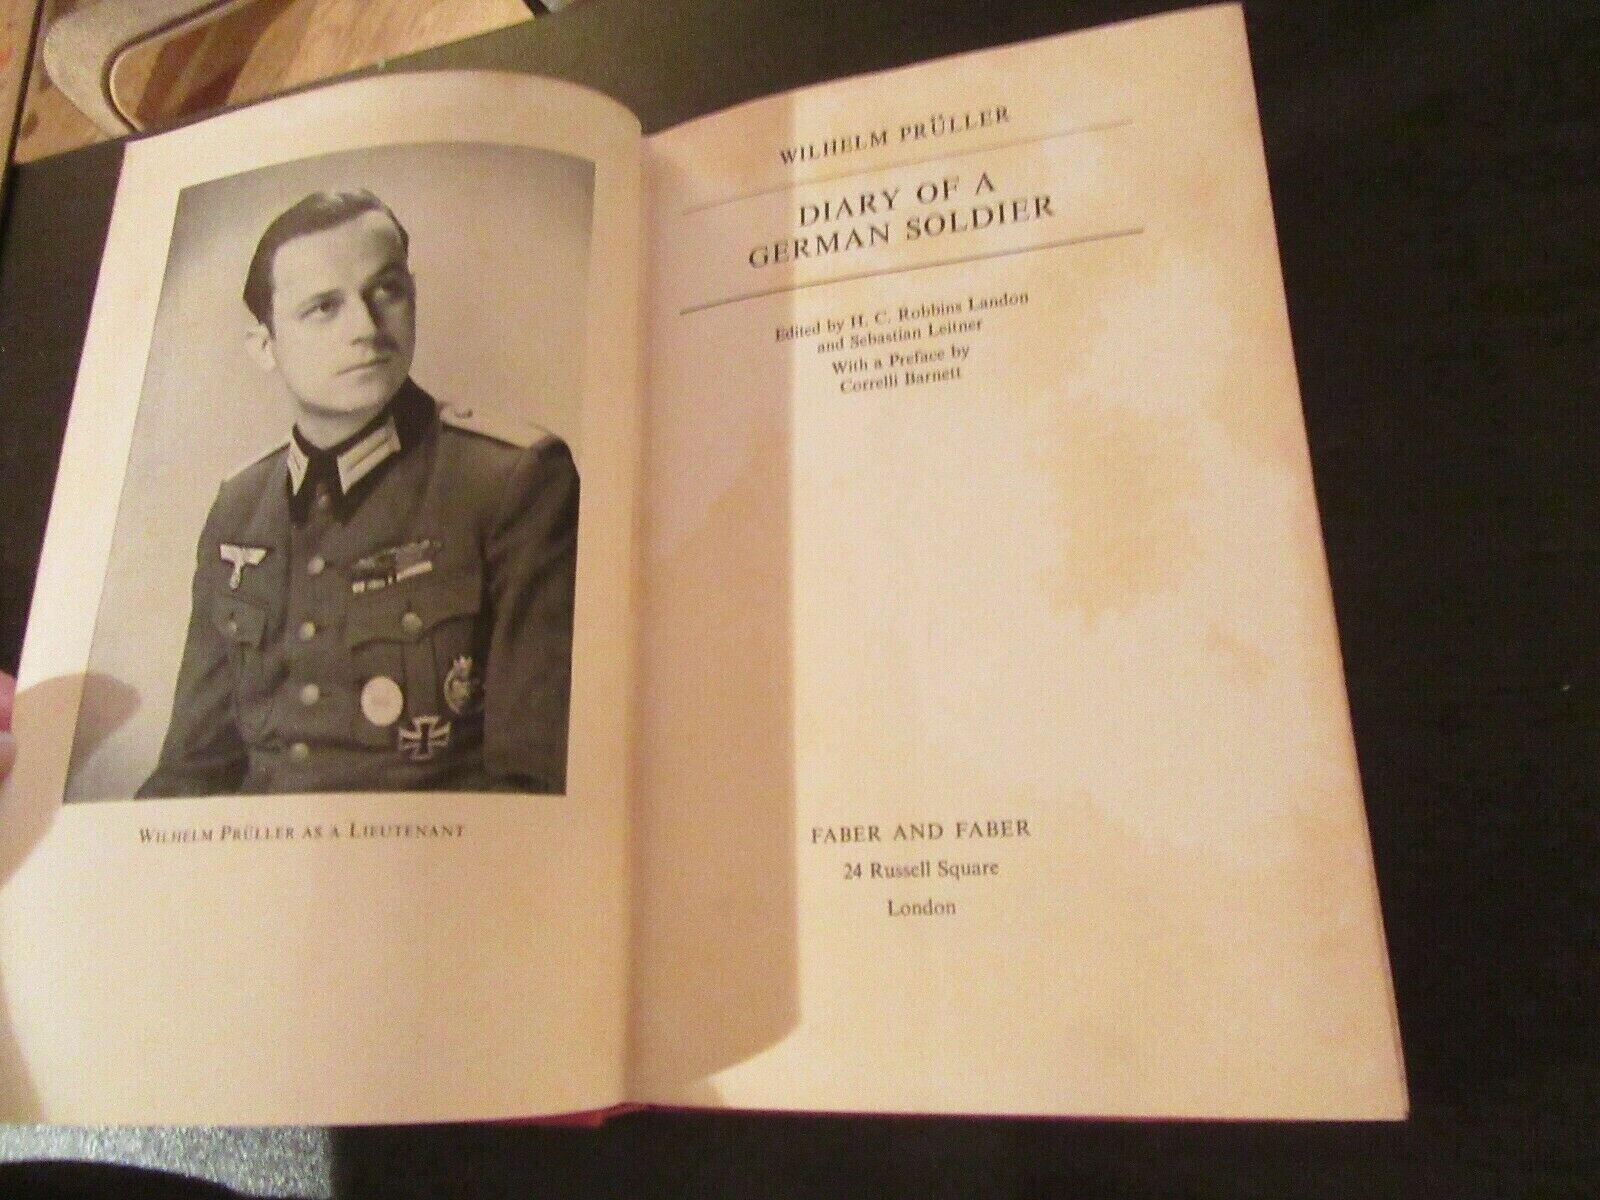 WILHELM PRÜLLER AS A LIEUTENANT
WILHELM PRÜLLER
DIARY OF A
GERMAN SOLDIER
Edited by H. C. Robbins Landon
and Sebastian Leitner
With a Preface by
Correlli Barnett
FABER AND FABER
24 Russell Square
London